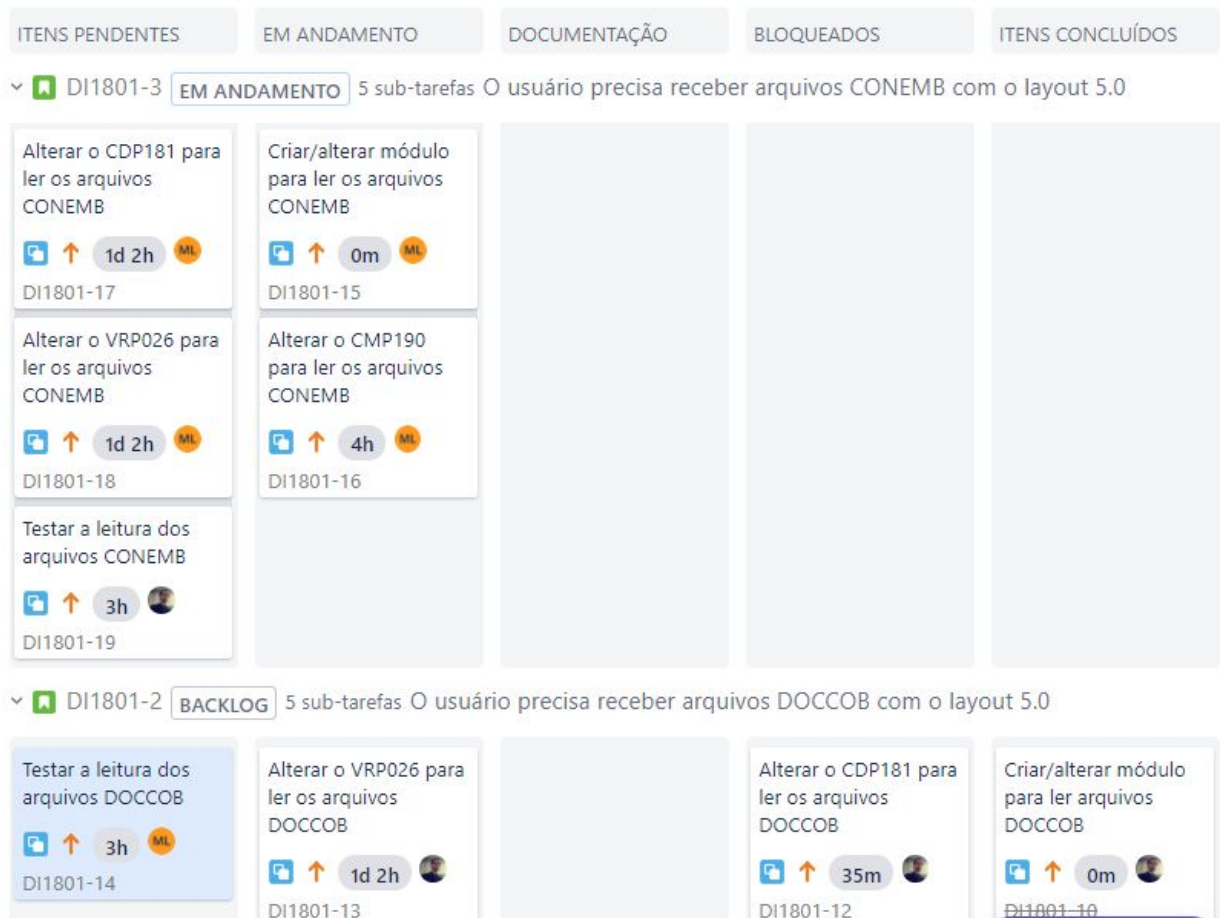 ITENS PENDENTES
EM ANDAMENTO
DOCUMENTAÇÃO
BLOQUEADOS
ITENS CONCLUÍDOS
DI1801-3 EM ANDAMENTO 5 sub-tarefas O usuário precisa receber arquivos CONEMB com o layout 5.0
Alterar o CDP181 para
ler os arquivos
CONEMB
1d 2h ML
DI1801-17
Alterar o VRP026 para
ler os arquivos
CONEMB
1d 2h ML
DI1801-18
Testar a leitura dos
arquivos CONEMB
3h
DI1801-19
Criar/alterar módulo
para ler os arquivos
CONEMB
0m ML
DI1801-15
Alterar o CMP190
para ler os arquivos
CONEMB
4h ML
DI1801-16
DI1801-2 BACKLOG 5 sub-tarefas O usuário precisa receber arquivos DOCCOB com o layout 5.0
Testar a leitura dos
arquivos DOCCOB
3h ML
DI1801-14
Alterar o VRP026 para
ler os arquivos
DOCCOB
1d 2h
DI1801-13
Alterar o CDP181 para
ler os arquivos
DOCCOB
35m
DI1801-12
Criar/alterar módulo
para ler arquivos
DOCCOB
0m
DI1801-10